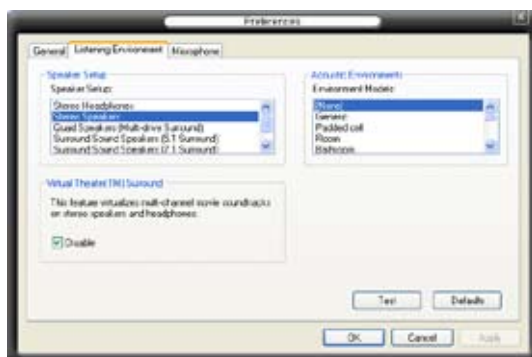 Preferences
General
Listening Environment
Microphone
Speaker Setup
Speaker Setup:
Stereo Headphones
Stereo Speakers
Quad Speakers (Multi-drive Surround)
Surround Sound Speakers (5.1 Surround)
Surround Sound Speakers (7.1 Surround)
Acoustic Environments
Environment Models:
(None)
Generic
Padded cell
Room
Bathroom
Virtual Theater(TM) Surround
This feature virtualizes multi-channel movie soundtracks
on stereo speakers and headphones.
Disable
Test
Defaults
OK
Cancel
Apply